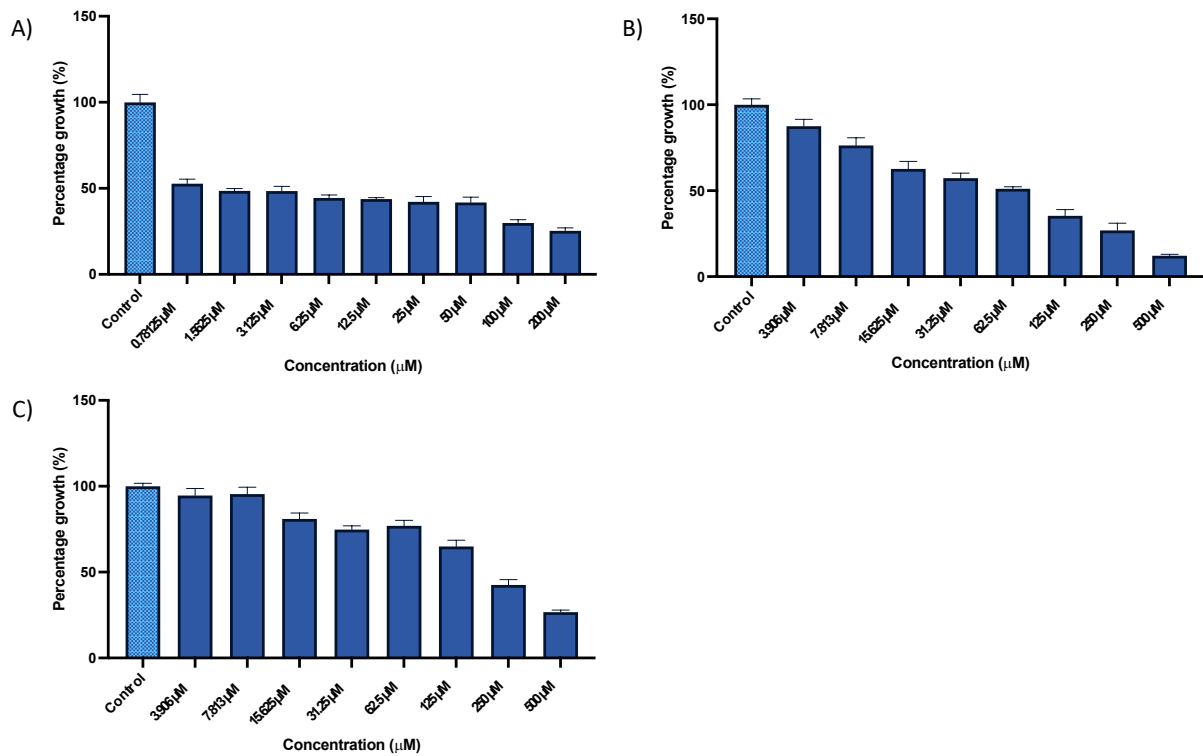 A)
Percentage growth (%)
150
100
50
0
Control
0.78125µM
1.5625µM
3.125µM
6.25µM
12.5µM
25µM
50µM
100µM
200µM
Concentration (µM)
B)
Percentage growth (%)
150
100
50
0
Control
3.906µM
7.813µM
15.625µM
31.25µM
62.5µM
125µM
250µM
500µM
Concentration (µM)
C)
Percentage growth (%)
150
100
50
0
Control
3.906µM
7.813µM
15.625µM
31.25µM
62.5µM
125µM
250µM
500µM
Concentration (µM)